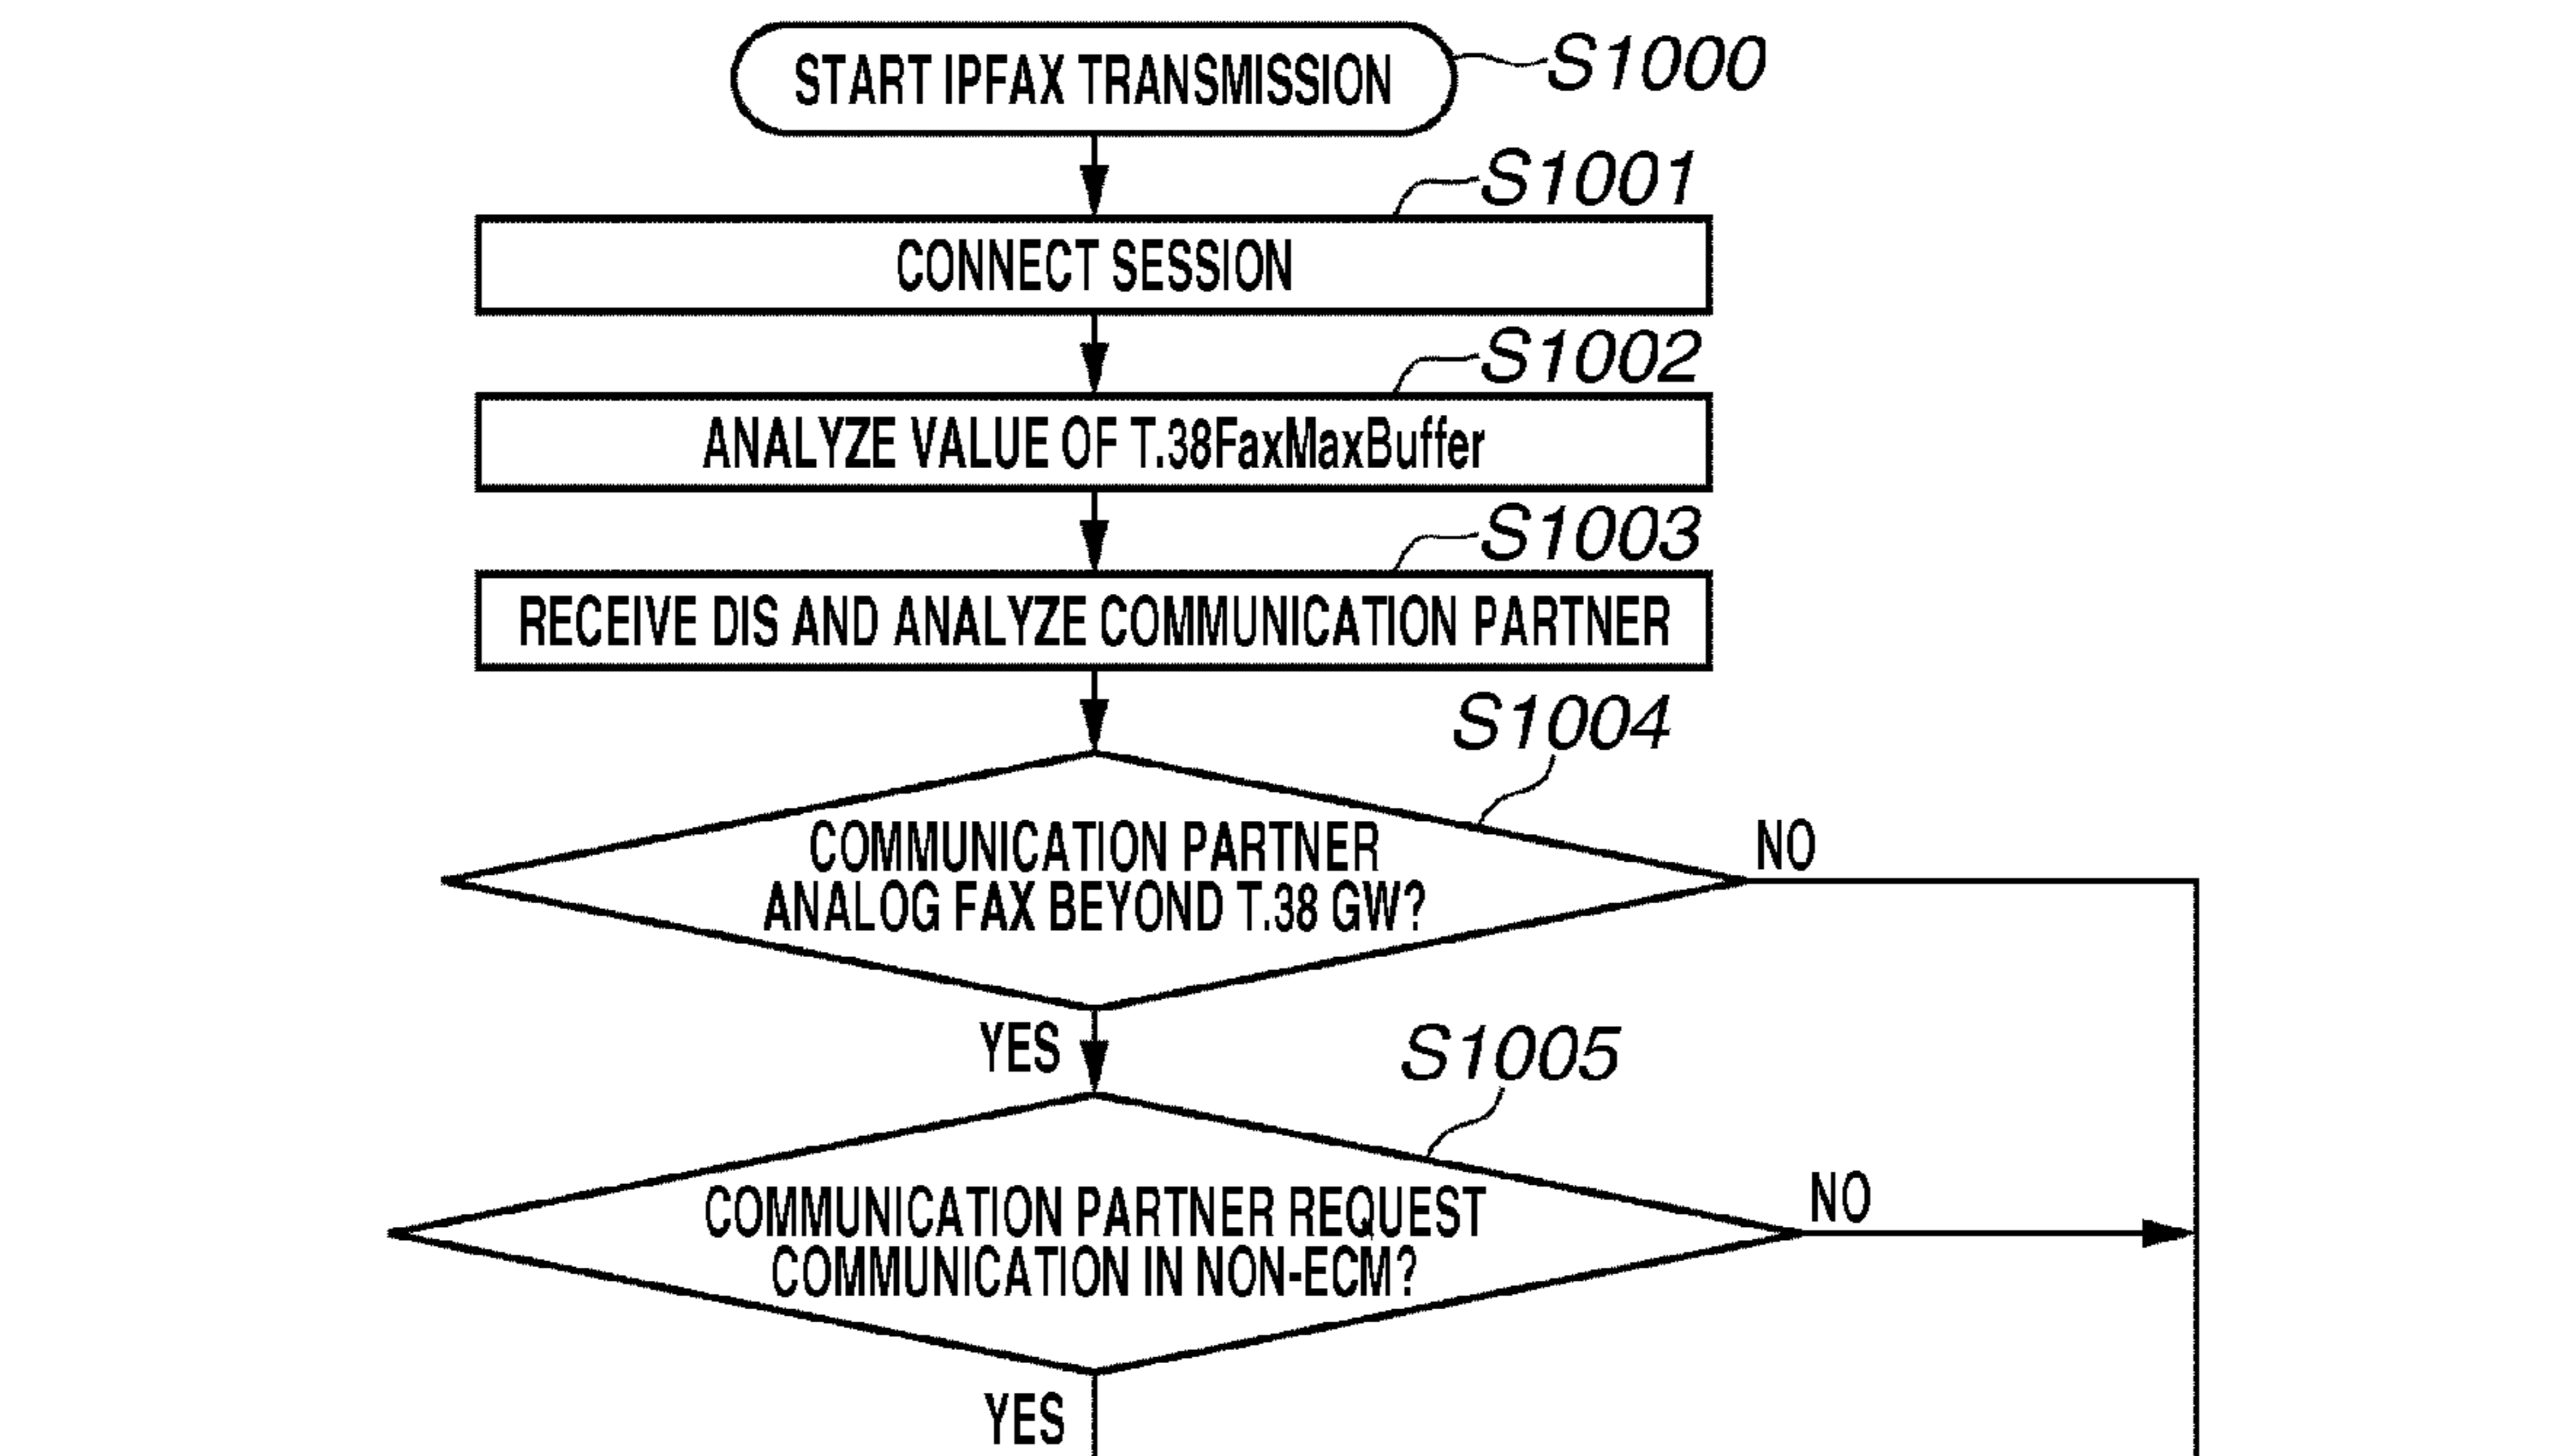 START IPFAX TRANSMISSION
S1000
S1001
CONNECT SESSION
S1002
ANALYZE VALUE OF T.38FaxMaxBuffer
S1003
RECEIVE DIS AND ANALYZE COMMUNICATION PARTNER
S1004
COMMUNICATION PARTNER
ANALOG FAX BEYOND T.38 GW?
NO
YES
S1005
COMMUNICATION PARTNER REQUEST
COMMUNICATION IN NON-ECM?
NO
YES